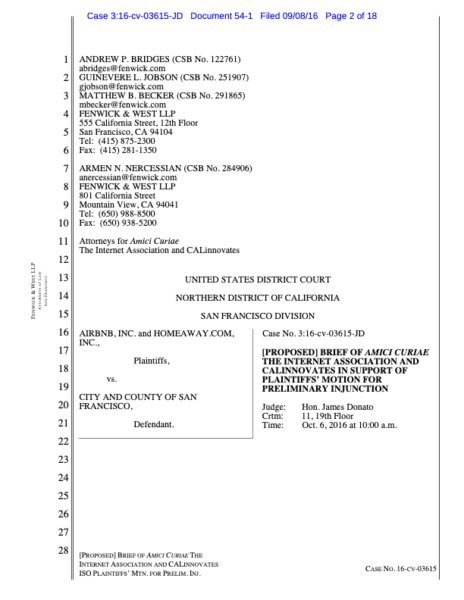 Case 3:16-cv-03615-JD Document 54-1 Filed 09/08/16 Page 2 of 18
1 ANDREW P. BRIDGES (CSB No. 122761)
abridges@fenwick.com
2 GUINEVERE L. JOBSON (CSB No. 251907)
gjobson@fenwick.com
3 MATTHEW B. BECKER (CSB No. 291865)
mbecker@fenwick.com
4 FENWICK & WEST LLP
555 California Street, 12th Floor
5 San Francisco, CA 94104
Tel: (415) 875-2300
6 Fax: (415) 281-1350
7 ARMEN N. NERCESSIAN (CSB No. 284906)
anercessian@fenwick.com
8 FENWICK & WEST LLP
801 California Street
9 Mountain View, CA 94041
Tel: (650) 988-8500
10 Fax: (650) 938-5200
11 Attorneys for Amici Curiae
The Internet Association and CALinnovates
12
13 UNITED STATES DISTRICT COURT
14 NORTHERN DISTRICT OF CALIFORNIA
15 SAN FRANCISCO DIVISION
16 AIRBNB, INC. and HOMEAWAY.COM,
INC.,
17
Plaintiffs,
18
vs.
19
CITY AND COUNTY OF SAN
20 FRANCISCO,
21 Defendant.
22
Case No. 3:16-cv-03615-JD
[PROPOSED] BRIEF OF AMICI CURIAE
THE INTERNET ASSOCIATION AND
CALINNOVATES IN SUPPORT OF
PLAINTIFFS' MOTION FOR
PRELIMINARY INJUNCTION
Judge: Hon. James Donato
Crtm: 11, 19th Floor
Time: Oct. 6, 2016 at 10:00 a.m.
23
24
25
26
27
28
[PROPOSED] BRIEF OF AMICI CURIAE THE
INTERNET ASSOCIATION AND CALINNOVATES
ISO PLAINTIFFS' MTN. FOR PRELIM. INJ.
CASE NO. 16-CV-03615
FENWICK & WEST LLP
ATTORNEYS AT LAW
SAN FRANCISCO